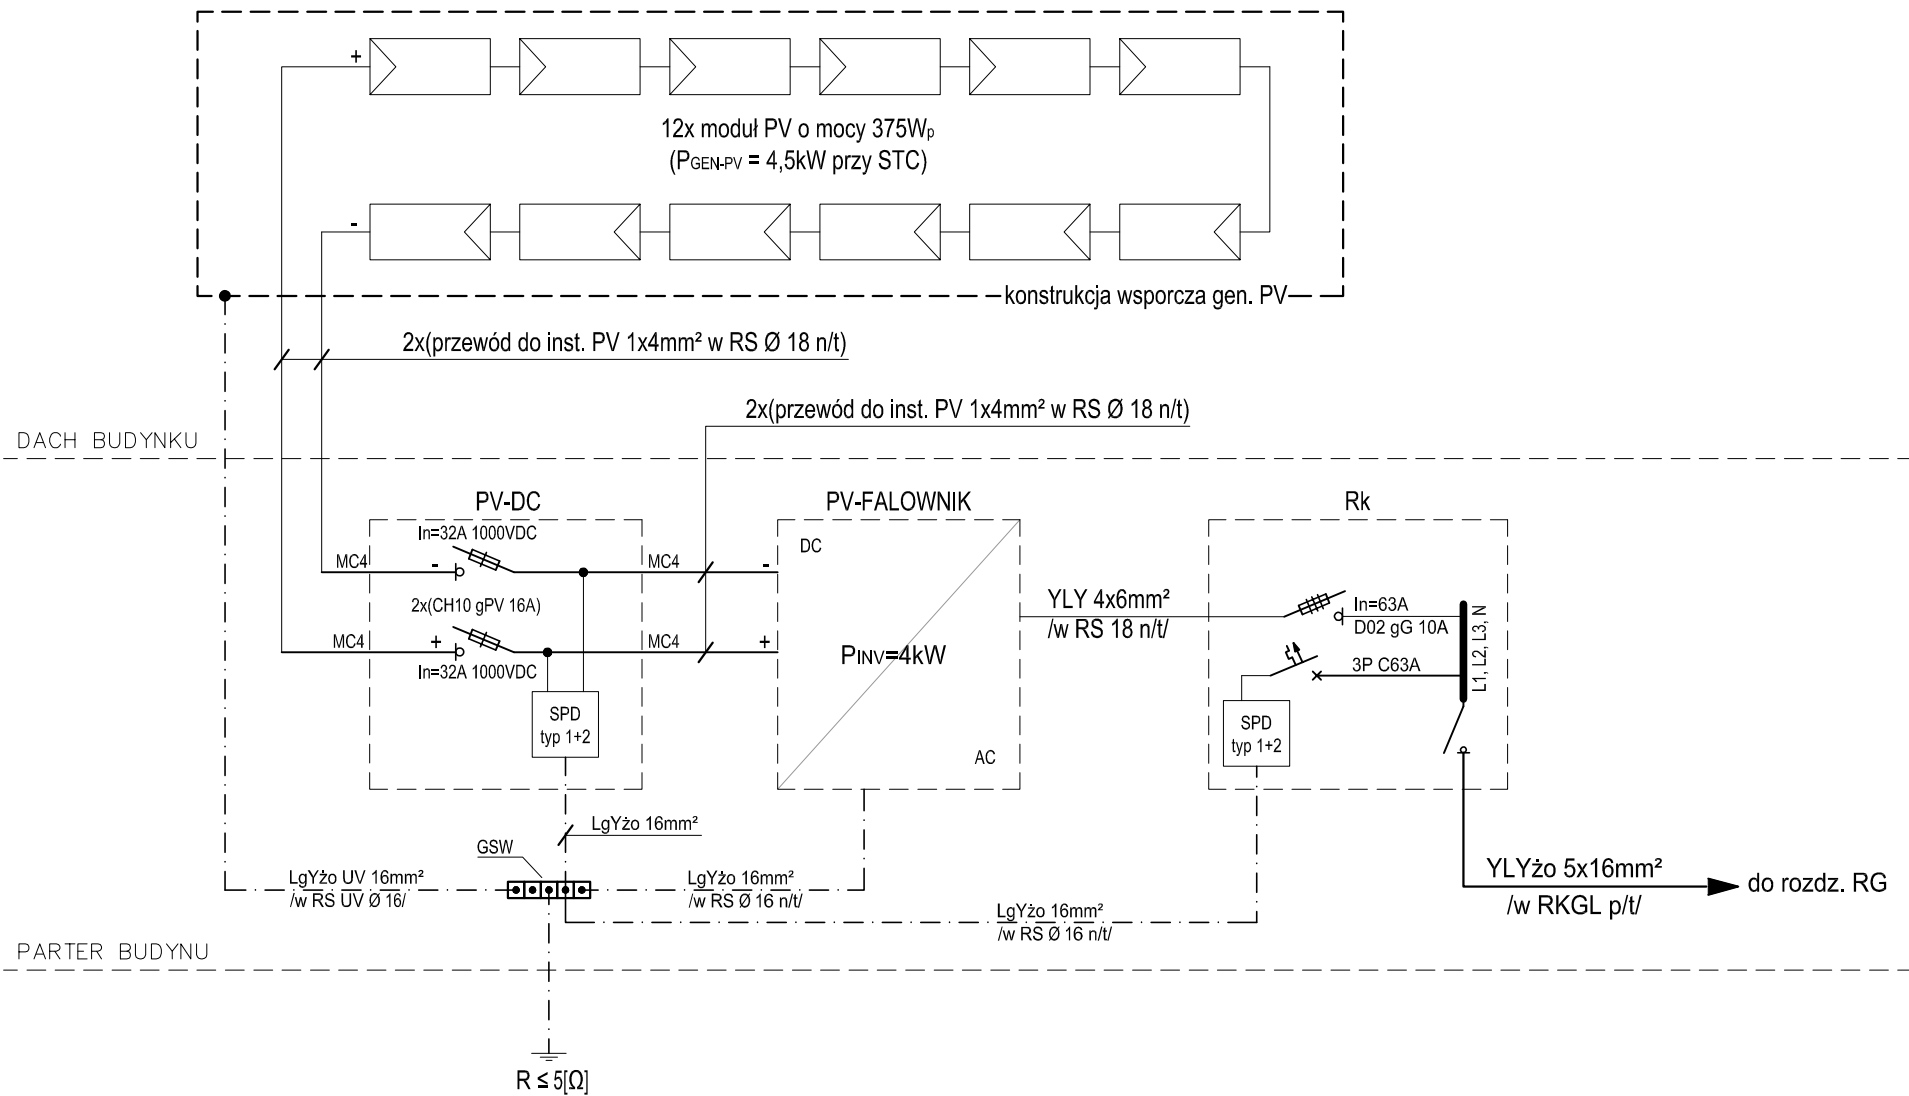 +
12x moduł PV o mocy 375Wp
(PGEN-PV = 4,5kW przy STC)
-
konstrukcja wsporcza gen. PV
2x(przewód do inst. PV 1x4mm² w RS Ø 18 n/t)
2x(przewód do inst. PV 1x4mm² w RS Ø 18 n/t)
DACH BUDYNKU
PV-DC
PV-FALOWNIK
Rk
In=32A 1000VDC
DC
MC4
-
MC4
-
2x(CH10 gPV 16A)
YLY 4x6mm²
/w RS 18 n/t/
In=63A
D02 gG 10A
L1, L2, L3, N
MC4
+
MC4
+
In=32A 1000VDC
PINV=4kW
3P C63A
SPD
typ 1+2
SPD
typ 1+2
AC
LgYżo 16mm²
GSW
LgYżo UV 16mm²
/w RS UV Ø 16/
LgYżo 16mm²
/w RS Ø 16 n/t/
LgYżo 16mm²
/w RS Ø 16 n/t/
YLYżo 5x16mm²
/w RKGL p/t/
do rozdz. RG
PARTER BUDYNU
R ≤ 5[Ω]